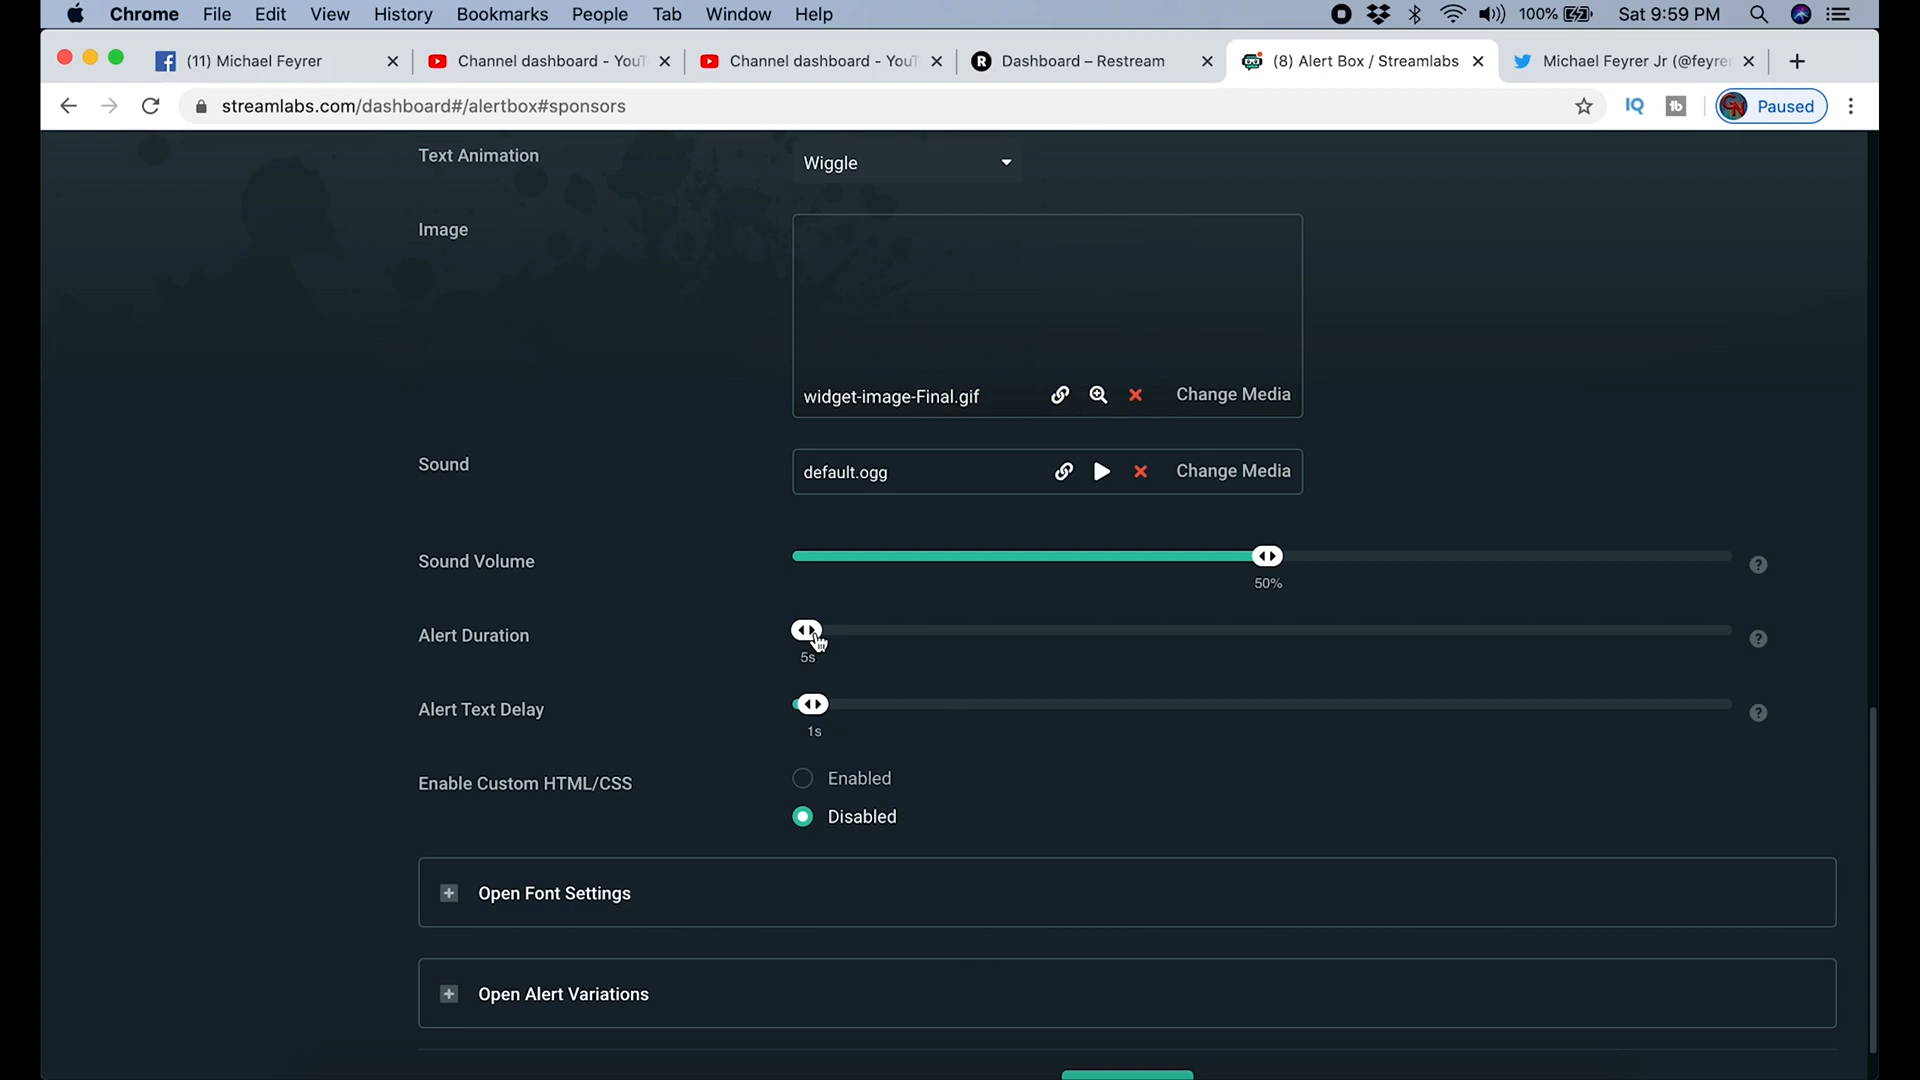 Chrome File Edit View History Bookmarks People Tab Window Help 100% Sat 9:59 PM
(11) Michael Feyrer Channel dashboard - YouT Channel dashboard - YouT Dashboard – Restream (8) Alert Box / Streamlabs Michael Feyrer Jr (@feyre
streamlabs.com/dashboard#/alertbox#sponsors IQ tb Paused
Text Animation Wiggle
Image
widget-image-Final.gif Change Media
Sound default.ogg Change Media
Sound Volume
50%
Alert Duration
5s
Alert Text Delay
1s
Enable Custom HTML/CSS Enabled
Disabled
Open Font Settings
Open Alert Variations